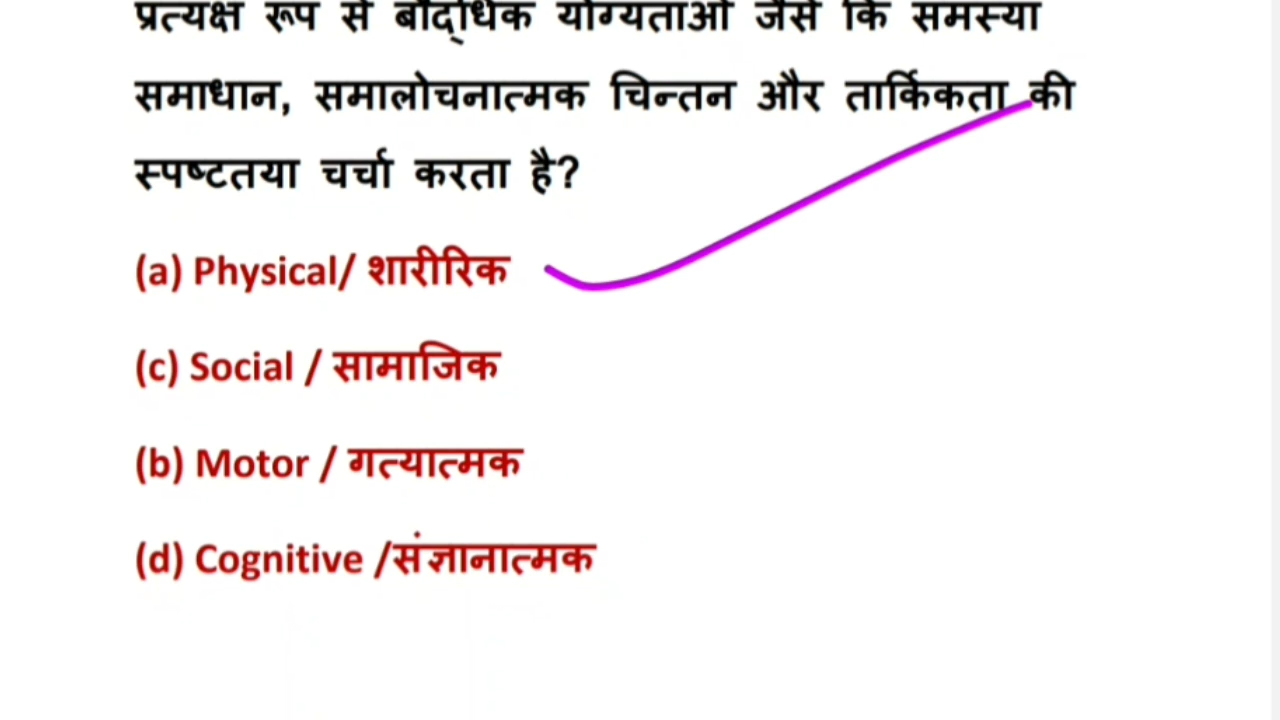 प्रत्यक्ष रूप से बौद्धिक योग्यताओं जैसे कि समस्या
समाधान, समालोचनात्मक चिन्तन और तार्किकता की
स्पष्टतया चर्चा करता है?
(a) Physical/ शारीरिक
(c) Social / सामाजिक
(b) Motor / गत्यात्मक
(d) Cognitive /संज्ञानात्मक